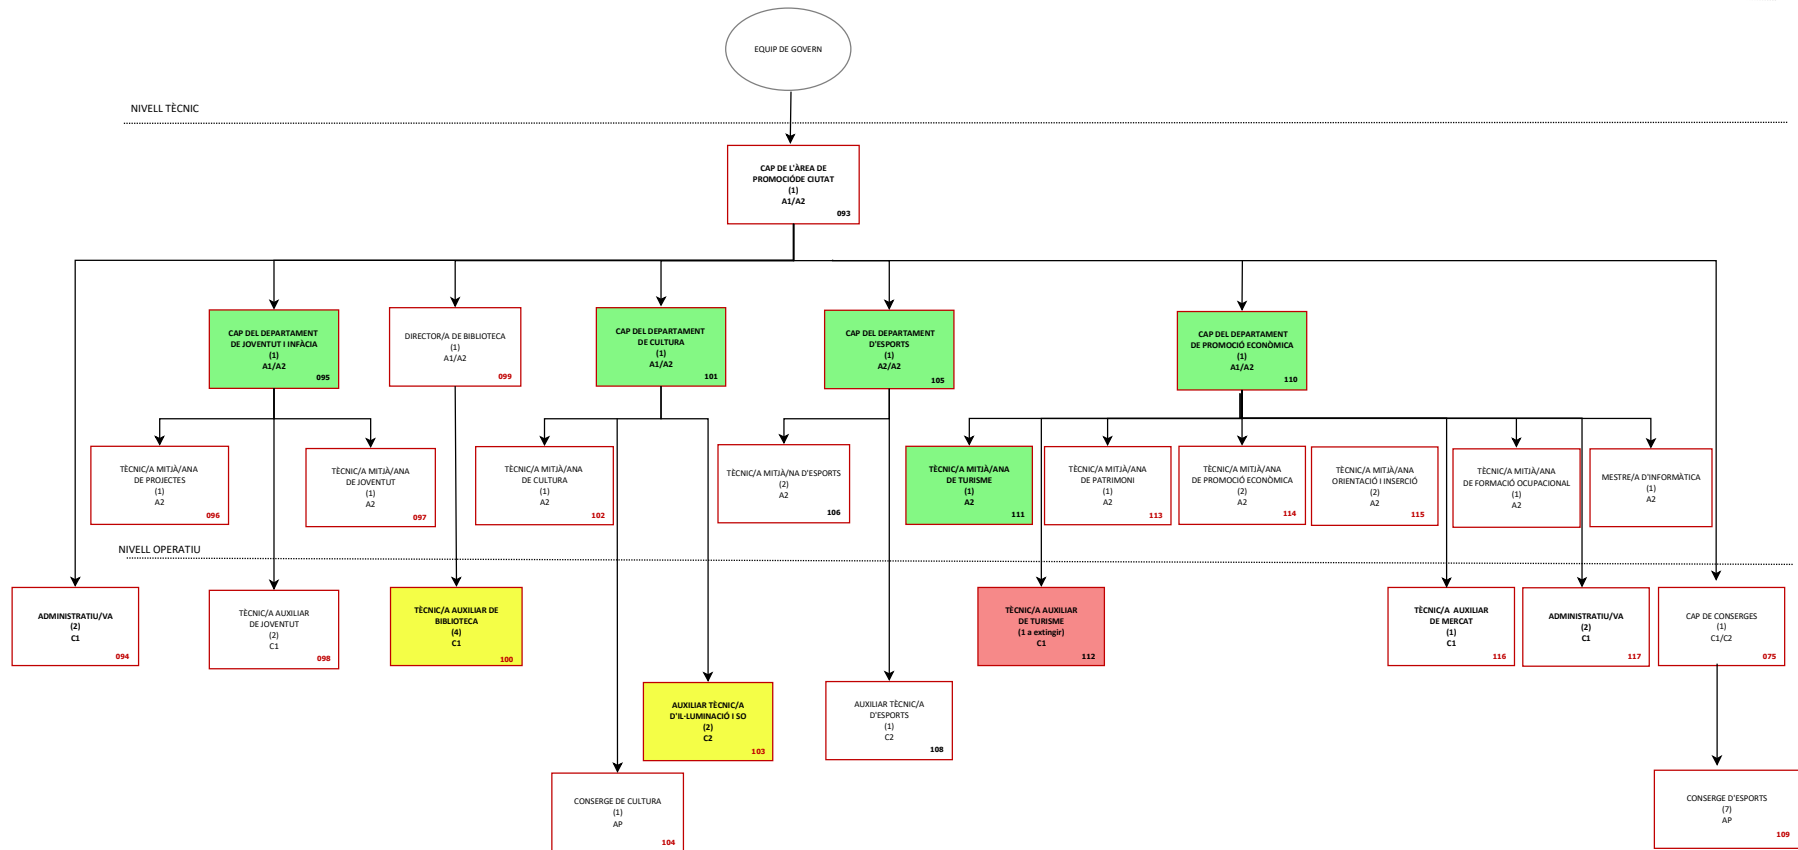 EQUIP DE GOVERN
NIVELL TÈCNIC
CAP DE L'ÀREA DE
PROMOCIÓDE CIUTAT
(1)
A1/A2
093
CAP DEL DEPARTAMENT
DE JOVENTUT I INFÀCIA
(1)
A1/A2
095
DIRECTOR/A DE BIBLIOTECA
(1)
A1/A2
099
CAP DEL DEPARTAMENT
DE CULTURA
(1)
A1/A2
101
CAP DEL DEPARTAMENT
D'ESPORTS
(1)
A2/A2
105
CAP DEL DEPARTAMENT
DE PROMOCIÓ ECONÒMICA
(1)
A1/A2
110
TÈCNIC/A MITJÀ/ANA
DE PROJECTES
(1)
A2
096
TÈCNIC/A MITJÀ/ANA
DE JOVENTUT
(1)
A2
097
TÈCNIC/A MITJÀ/ANA
DE CULTURA
(1)
A2
102
TÈCNIC/A MITJÀ/NA D'ESPORTS
(2)
A2
106
TÈCNIC/A MITJÀ/ANA
DE TURISME
(1)
A2
111
TÈCNIC/A MITJÀ/ANA
DE PATRIMONI
(1)
A2
113
TÈCNIC/A MITJÀ/ANA
DE PROMOCIÓ ECONÒMICA
(2)
A2
114
TÈCNIC/A MITJÀ/ANA
ORIENTACIÓ I INSERCIÓ
(2)
A2
115
TÈCNIC/A MITJÀ/ANA
DE FORMACIÓ OCUPACIONAL
(1)
A2
MESTRE/A D'INFORMÀTICA
(1)
A2
NIVELL OPERATIU
ADMINISTRATIU/VA
(2)
C1
094
TÈCNIC/A AUXILIAR
DE JOVENTUT
(2)
C1
098
TÈCNIC/A AUXILIAR DE
BIBLIOTECA
(4)
C1
100
TÈCNIC/A AUXILIAR
DE TURISME
(1 a extingir)
C1
112
TÈCNIC/A  AUXILIAR
DE MERCAT
(1)
C1
116
ADMINISTRATIU/VA
(2)
C1
117
CAP DE CONSERGES
(1)
C1/C2
075
AUXILIAR TÈCNIC/A
D'IL·LUMINACIÓ I SO
(2)
C2
103
AUXILIAR TÈCNIC/A
D'ESPORTS
(1)
C2
108
CONSERGE DE CULTURA
(1)
AP
104
CONSERGE D'ESPORTS
(7)
AP
109